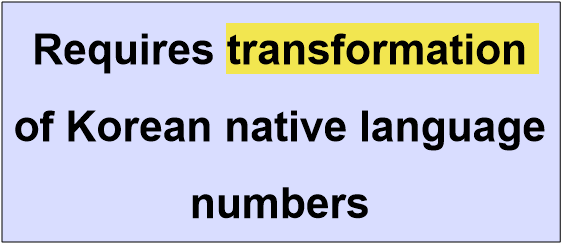 Requires transformation
of Korean native language
numbers